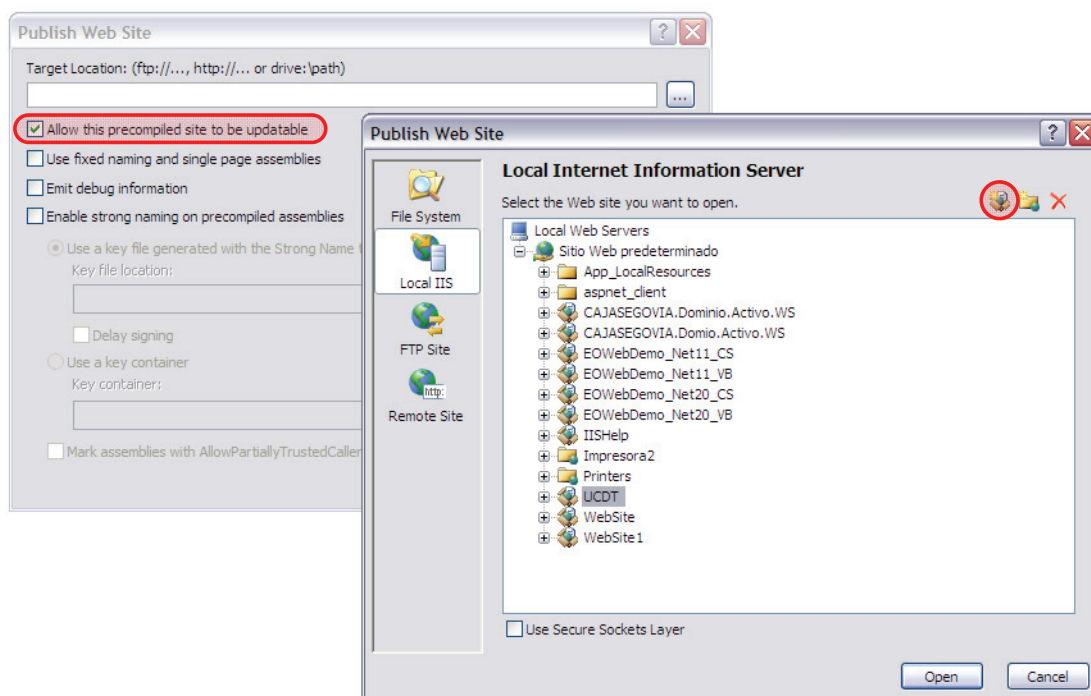 Publish Web Site
Target Location: (ftp://..., http://... or drive:\path)
...
Allow this precompiled site to be updatable
Use fixed naming and single page assemblies
Emit debug information
Enable strong naming on precompiled assemblies
Use a key file generated with the Strong Name
Key file location:
Delay signing
Use a key container
Key container:
Mark assemblies with AllowPartiallyTrustedCaller
Publish Web Site
File System
Local IIS
FTP Site
http:
Remote Site
Local Internet Information Server
Select the Web site you want to open.
Local Web Servers
Sitio Web predeterminado
App_LocalResources
aspnet_client
CAJASEGOVIA.Dominio.Activo.WS
CAJASEGOVIA.Domio.Activo.WS
EOWebDemo_Net11_CS
EOWebDemo_Net11_VB
EOWebDemo_Net20_CS
EOWebDemo_Net20_VB
IISHelp
Impresora2
Printers
UCDT
WebSite
WebSite1
Use Secure Sockets Layer
Open
Cancel